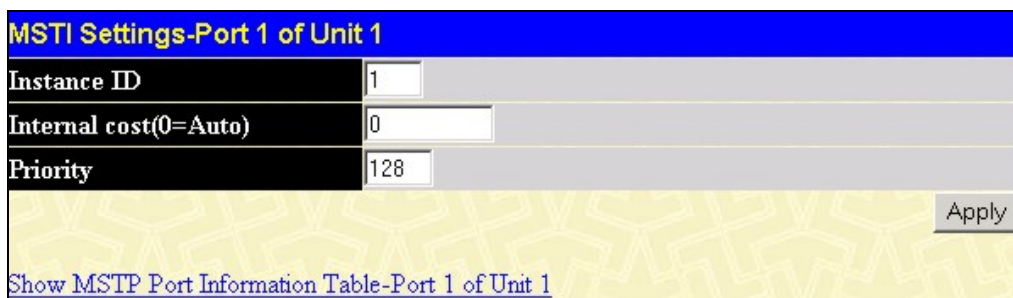 MSTI Settings-Port 1 of Unit 1
Instance ID 1
Internal cost(0=Auto) 0
Priority 128
Apply
Show MSTP Port Information Table-Port 1 of Unit 1